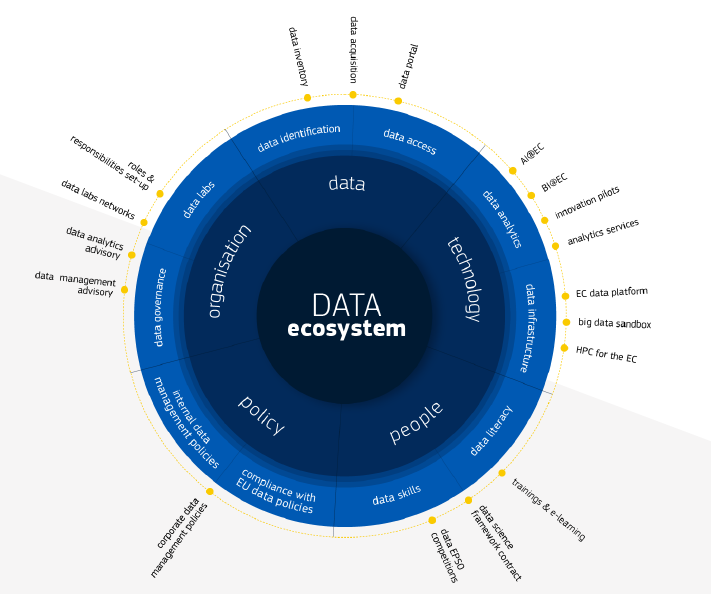 DATA
ecosystem
data
technology
people
policy
organisation
data identification
data access
data analytics
data infrastructure
data literacy
data skills
compliance with
EU data policies
internal data
management policies
data governance
data labs
data inventory
data acquisition
data portal
AI@EC
BI@EC
innovation pilots
analytics services
EC data platform
big data sandbox
HPC for the EC
trainings & e-learning
data science
framework contract
data EPSO
competitions
corporate data
management policies
data management
advisory
data analytics
advisory
data labs networks
roles &
responsibilities set-up